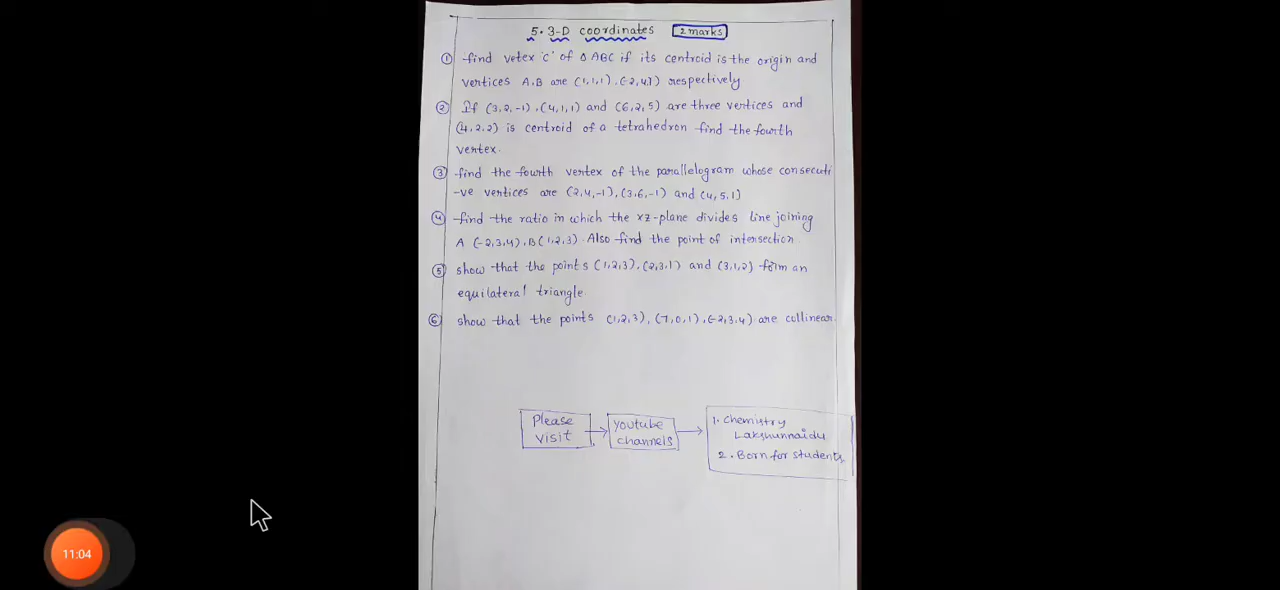 5. 3-D coordinates 2 marks
① find vetex 'c' of Δ ABC if its centroid is the origin and
vertices A,B are (1,1,1), (-2,4,1) respectively
② If (3,2,-1), (4,1,1) and (6,2,5) are three vertices and
(4,2,2) is centroid of a tetrahedron find the fourth
vertex.
③ find the fourth vertex of the parallelogram whose consecuti
-ve vertices are (2,4,-1), (3,6,-1) and (4,5,1]
④ find the ratio in which the xz-plane divides line joining
A (-2,3,4), B(1,2,3). Also find the point of intersection.
⑤ show that the points (1,2,3), (2,3,1) and (3,1,2) form an
equilateral triangle
⑥ show that the points (1,2,3), (7,0,1), (-2,3,4) are collinear.
Please
visit
youtube
channels
1. Chemistry
Lakshunnaidu
2. Born for students.
11:04